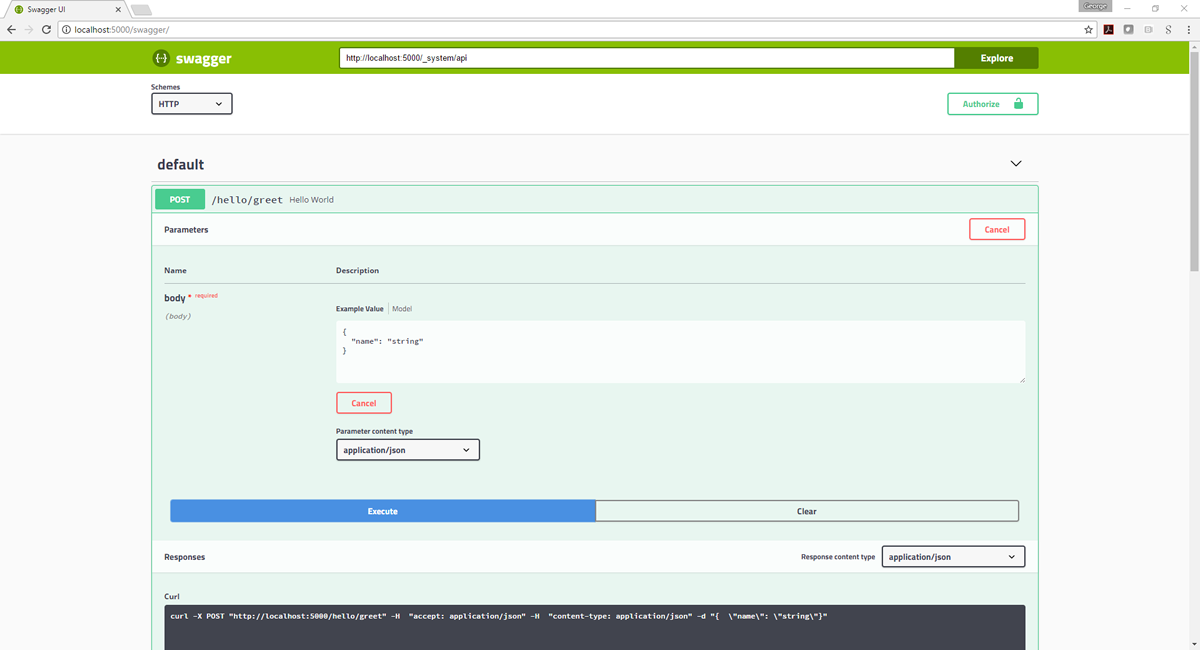 Swagger UI
George
localhost:5000/swagger/
swagger
http://localhost:5000/_system/api
Explore
Schemes
HTTP
Authorize
default
POST /hello/greet Hello World
Parameters
Cancel
Name Description
body * required
(body)
Example Value Model
{
"name": "string"
}
Cancel
Parameter content type
application/json
Execute Clear
Responses
Response content type application/json
Curl
curl -X POST "http://localhost:5000/hello/greet" -H "accept: application/json" -H "content-type: application/json" -d "{ \"name\": \"string\"}"